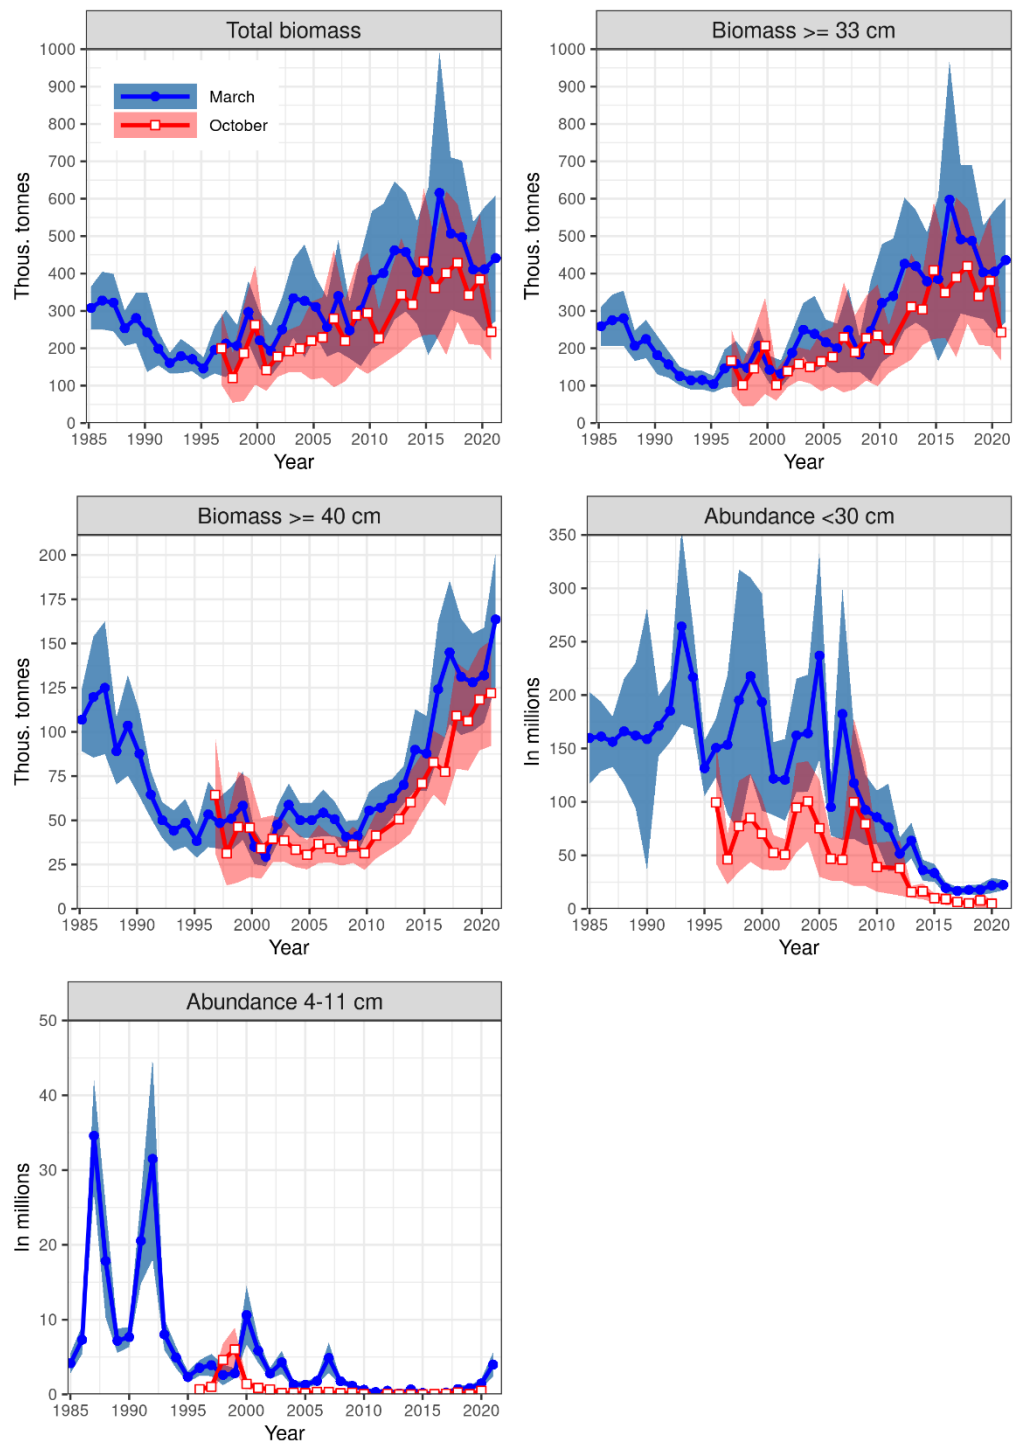 Total biomass
1000
900
800
700
600
500
400
300
200
100
0
Thous. tonnes
March
October
1985 1990 1995 2000 2005 2010 2015 2020
Year
Biomass >= 33 cm
1000
900
800
700
600
500
400
300
200
100
0
Thous. tonnes
1985 1990 1995 2000 2005 2010 2015 2020
Year
Biomass >= 40 cm
200
175
150
125
100
75
50
25
0
Thous. tonnes
1985 1990 1995 2000 2005 2010 2015 2020
Year
Abundance <30 cm
350
300
250
200
150
100
50
0
In millions
1985 1990 1995 2000 2005 2010 2015 2020
Year
Abundance 4-11 cm
50
40
30
20
10
0
In millions
1985 1990 1995 2000 2005 2010 2015 2020
Year